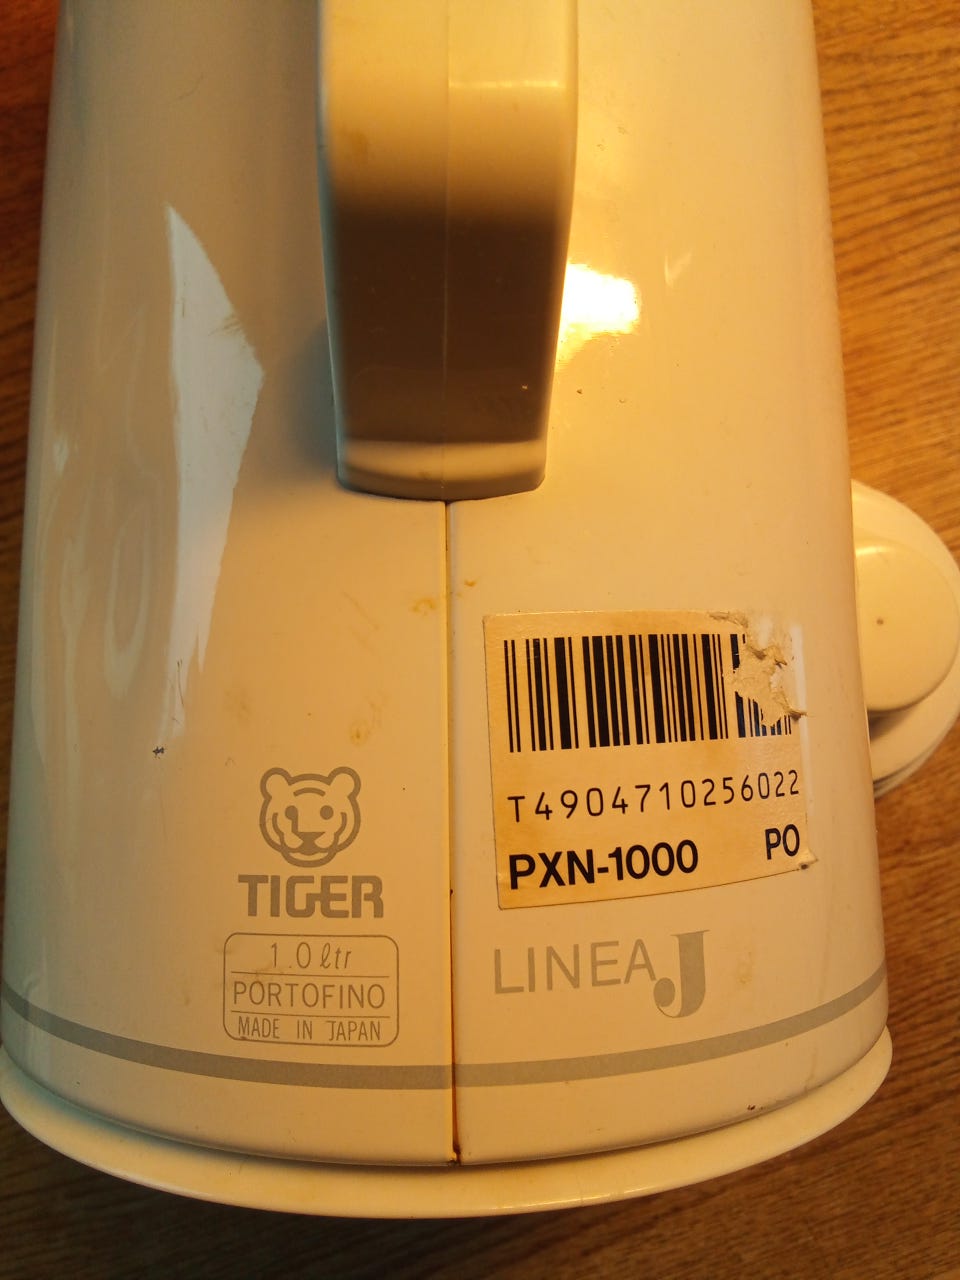 TIGER
1.0 ltr
PORTOFINO
MADE IN JAPAN
T4904710256022
PXN-1000 PO
LINEA J